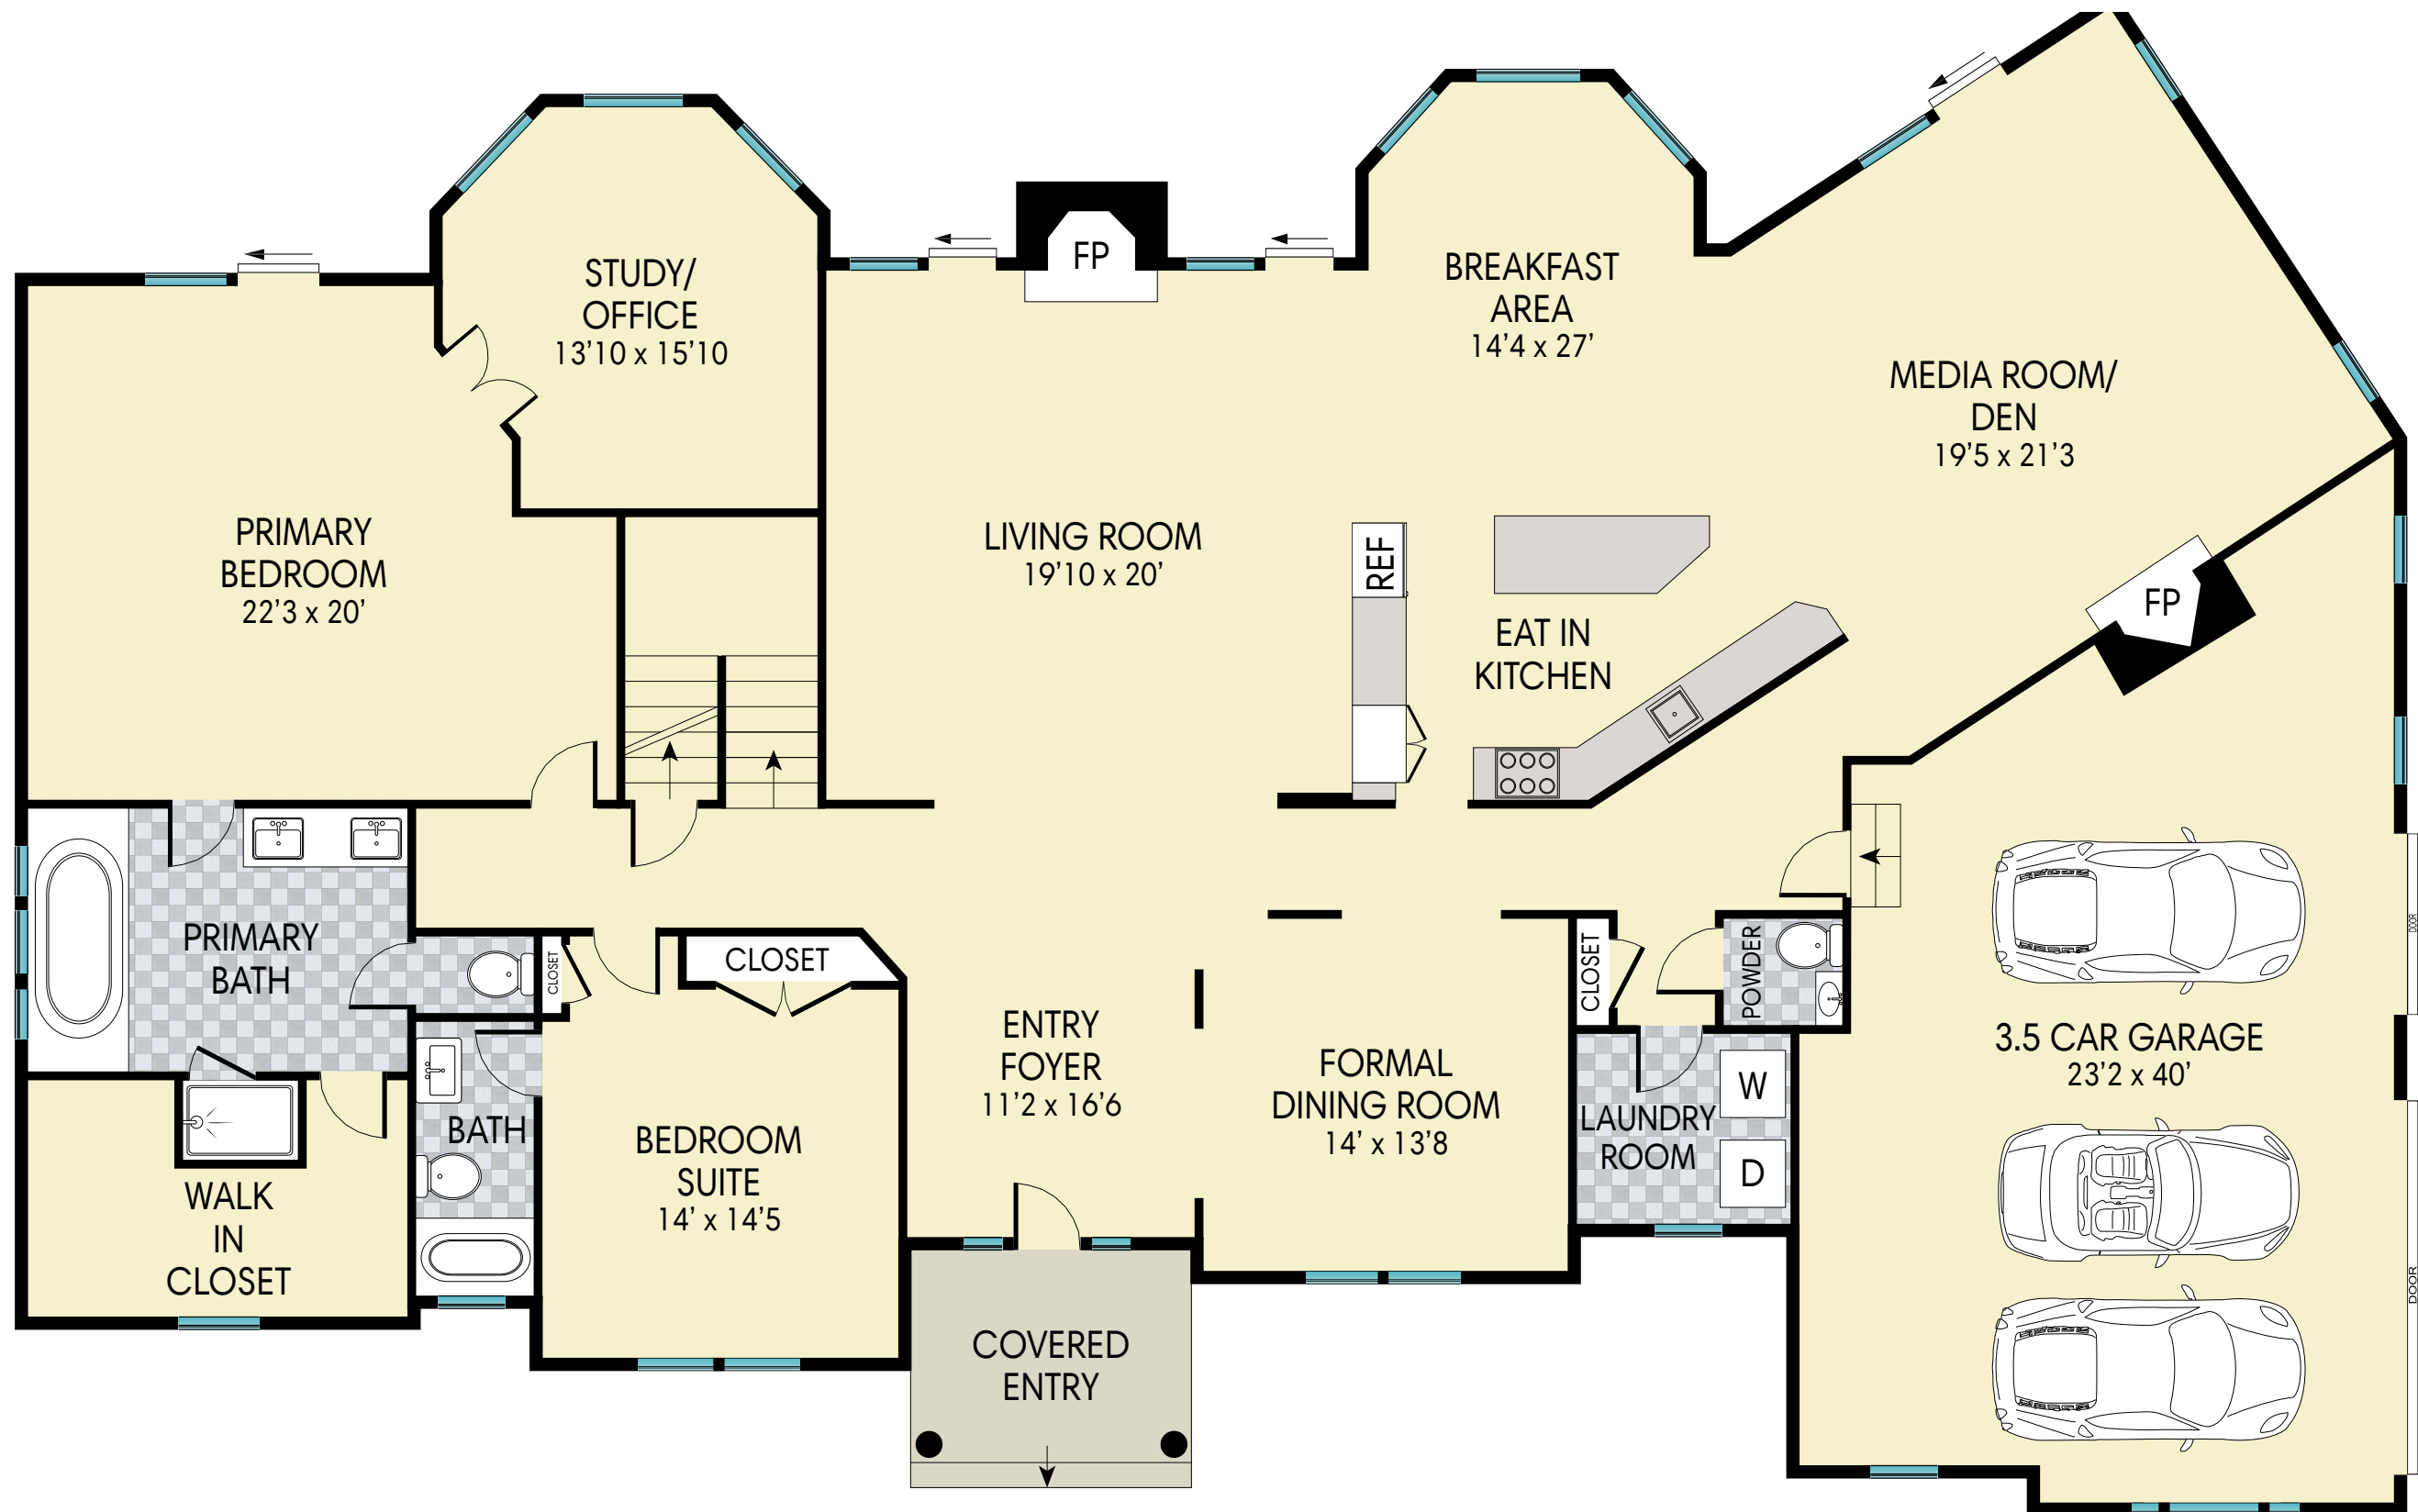 FP
STUDY/
OFFICE
13'10 x 15'10
BREAKFAST
AREA
14'4 x 27'
MEDIA ROOM/
DEN
19'5 x 21'3
PRIMARY
BEDROOM
22'3 x 20'
LIVING ROOM
19'10 x 20'
REF
EAT IN
KITCHEN
FP
PRIMARY
BATH
CLOSET
CLOSET
CLOSET
POWDER
DOOR
ENTRY
FOYER
11'2 x 16'6
FORMAL
DINING ROOM
14' x 13'8
3.5 CAR GARAGE
23'2 x 40'
W
LAUNDRY
ROOM
D
BATH
BEDROOM
SUITE
14' x 14'5
WALK
IN
CLOSET
DOOR
COVERED
ENTRY